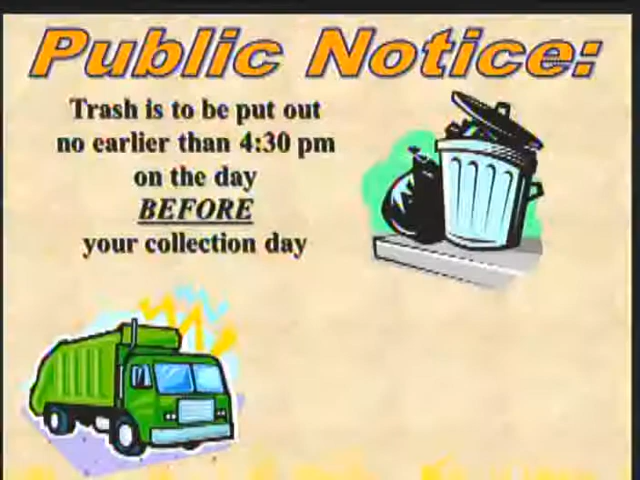 Public Notice:
Trash is to be put out
no earlier than 4:30 pm
on the day
BEFORE
your collection day